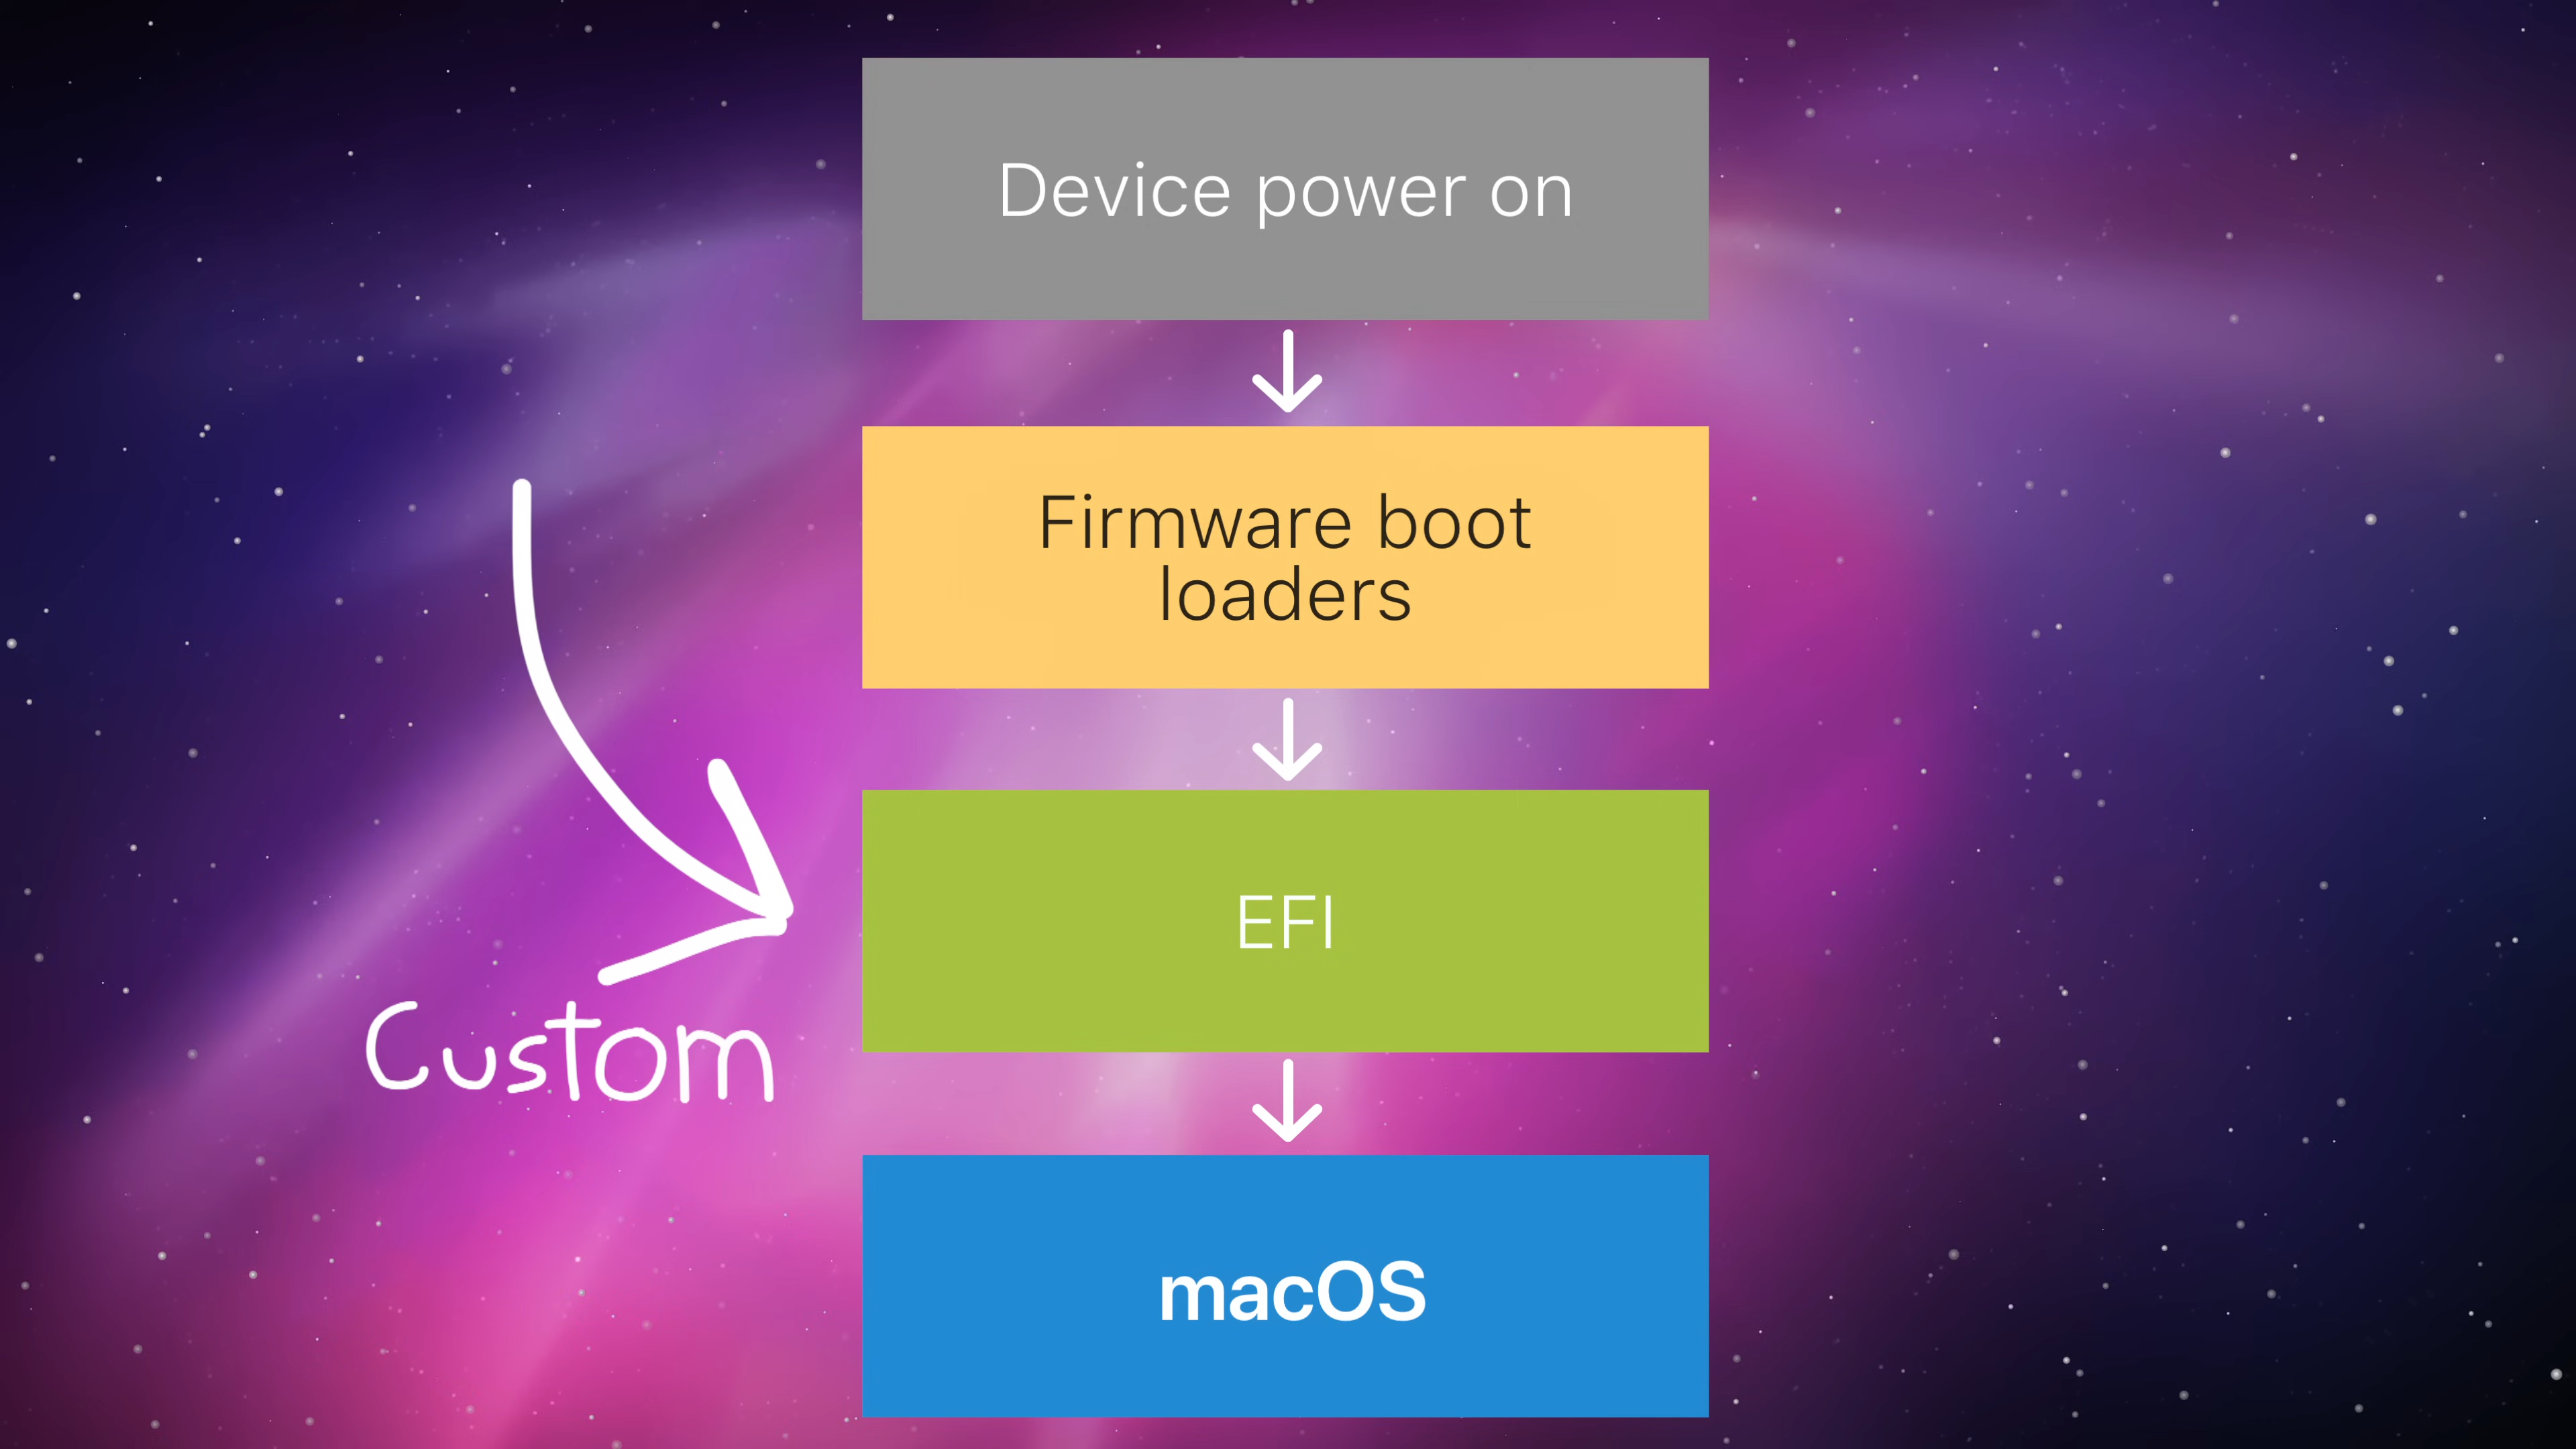 Device power on
Firmware boot
loaders
EFI
Custom
macOS